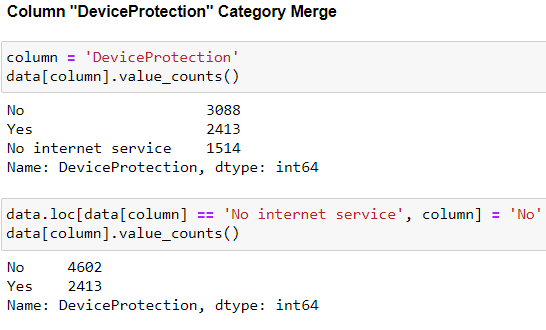 Column "DeviceProtection" Category Merge
column = 'DeviceProtection'
data[column].value_counts()
No                       3088
Yes                      2413
No internet service    1514
Name: DeviceProtection, dtype: int64
data.loc[data[column] == 'No internet service', column] = 'No'
data[column].value_counts()
No     4602
Yes    2413
Name: DeviceProtection, dtype: int64